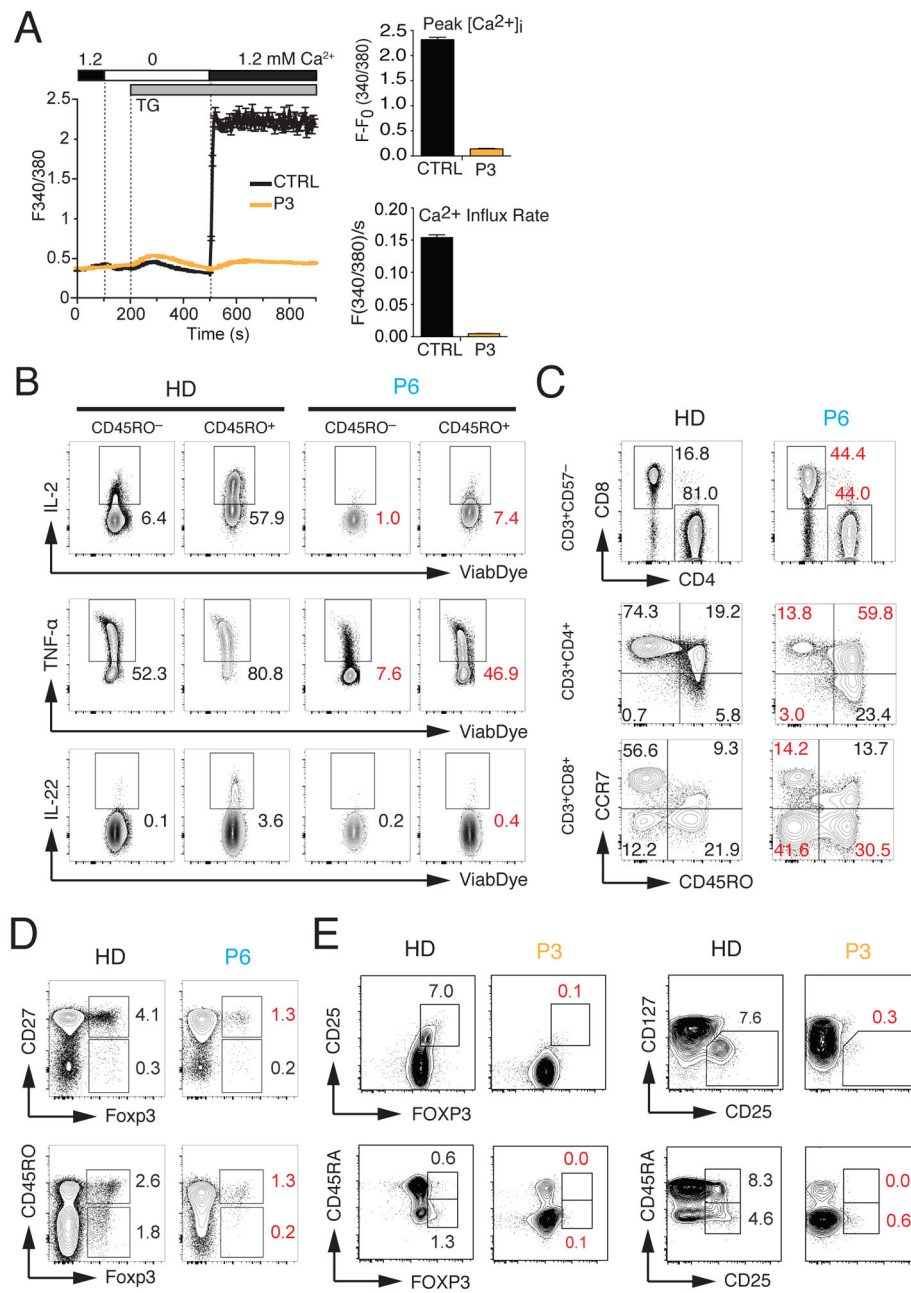 A
1.2 0 1.2 mM Ca2+
TG
2.5
2
1.5
1
0.5
0
F340/380
CTRL
P3
0 200 400 600 800
Time (s)
Peak [Ca2+]i
2.5
2.0
1.5
1.0
0.5
0.0
F-F0 (340/380)
CTRL P3
Ca2+ Influx Rate
0.20
0.15
0.10
0.05
0.00
F(340/380)/s
CTRL P3
B
HD P6
CD45RO– CD45RO+ CD45RO– CD45RO+
IL-2
6.4 57.9 1.0 7.4
ViabDye ViabDye
TNF-α
52.3 80.8 7.6 46.9
ViabDye ViabDye
IL-22
0.1 3.6 0.2 0.4
ViabDye ViabDye
C
HD P6
CD3+CD57–
CD8
16.8 44.4
81.0 44.0
CD4
CD3+CD4+
74.3 19.2 13.8 59.8
0.7 5.8 3.0 23.4
CD3+CD8+
CCR7
56.6 9.3 14.2 13.7
12.2 21.9 41.6 30.5
CD45RO
D
HD P6
CD27
4.1 1.3
0.3 0.2
Foxp3
CD45RO
2.6 1.3
1.8 0.2
Foxp3
E
HD P3 HD P3
CD25
7.0 0.1
FOXP3
CD127
7.6 0.3
CD25
CD45RA
0.6 0.0
1.3 0.1
FOXP3
CD45RA
8.3 0.0
4.6 0.6
CD25